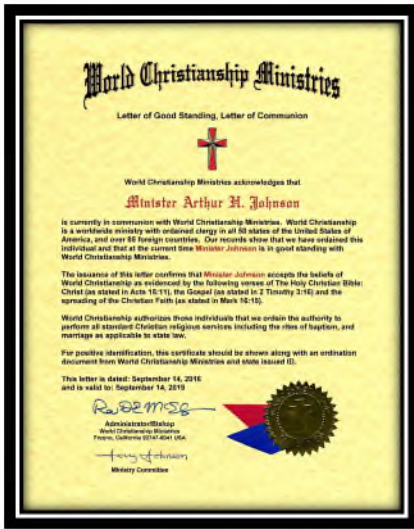 World Christianship Ministries
Letter of Good Standing, Letter of Communion
World Christianship Ministries acknowledges that
Minister Arthur H. Johnson
is currently in communion with World Christianship Ministries. World Christianship
is a worldwide ministry with ordained clergy in all 50 states of the United States of
America, and over foreign countries. Our records show that we have ordained this
individual and that at the current time Minister Johnson is in good standing with
World Christianship Ministries.
The issuance of this letter confirms that Minister Johnson accepts the beliefs of
World Christianship as evidenced by the following verses of The Holy Christian Bible:
Christ (as stated in Acts), the Gospel (as stated in 2 Timothy 3:16) and the
spreading of the Christian Faith (as stated in Mark 16:15).
World Christianship authorizes those individuals that we ordain the authority to
perform all standard Christian religious services including the rites of baptism, and
marriage as applicable to state law.
For positive identification, this certificate should be shown along with an ordination
document from World Christianship Ministries and state issued ID.
This letter is dated: September 14, 2016
and is valid to: September 14, 2019
Administrator/Bishop
World Christianship Ministries
Fresno, California USA
Ministry Committee